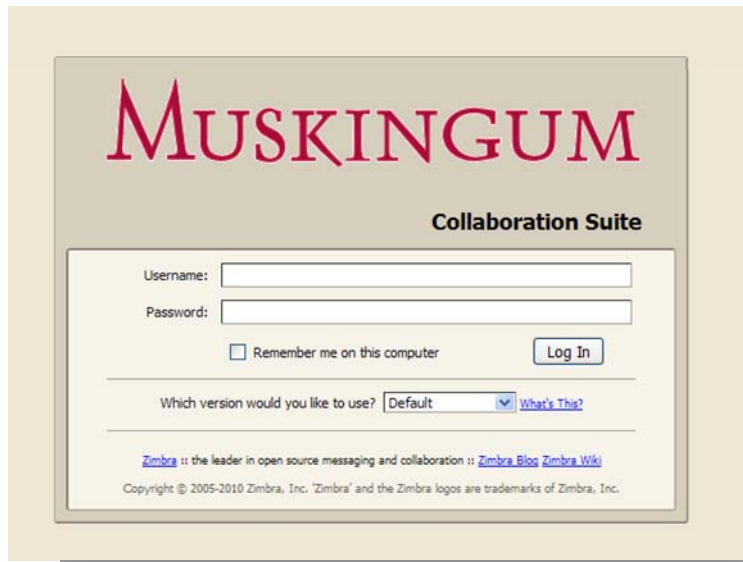 MUSKINGUM
Collaboration Suite
Username:
Password:
Remember me on this computer Log In
Which version would you like to use? Default What's This?
Zimbra :: the leader in open source messaging and collaboration :: Zimbra Blog Zimbra Wiki
Copyright © 2005-2010 Zimbra, Inc. 'Zimbra' and the Zimbra logos are trademarks of Zimbra, Inc.